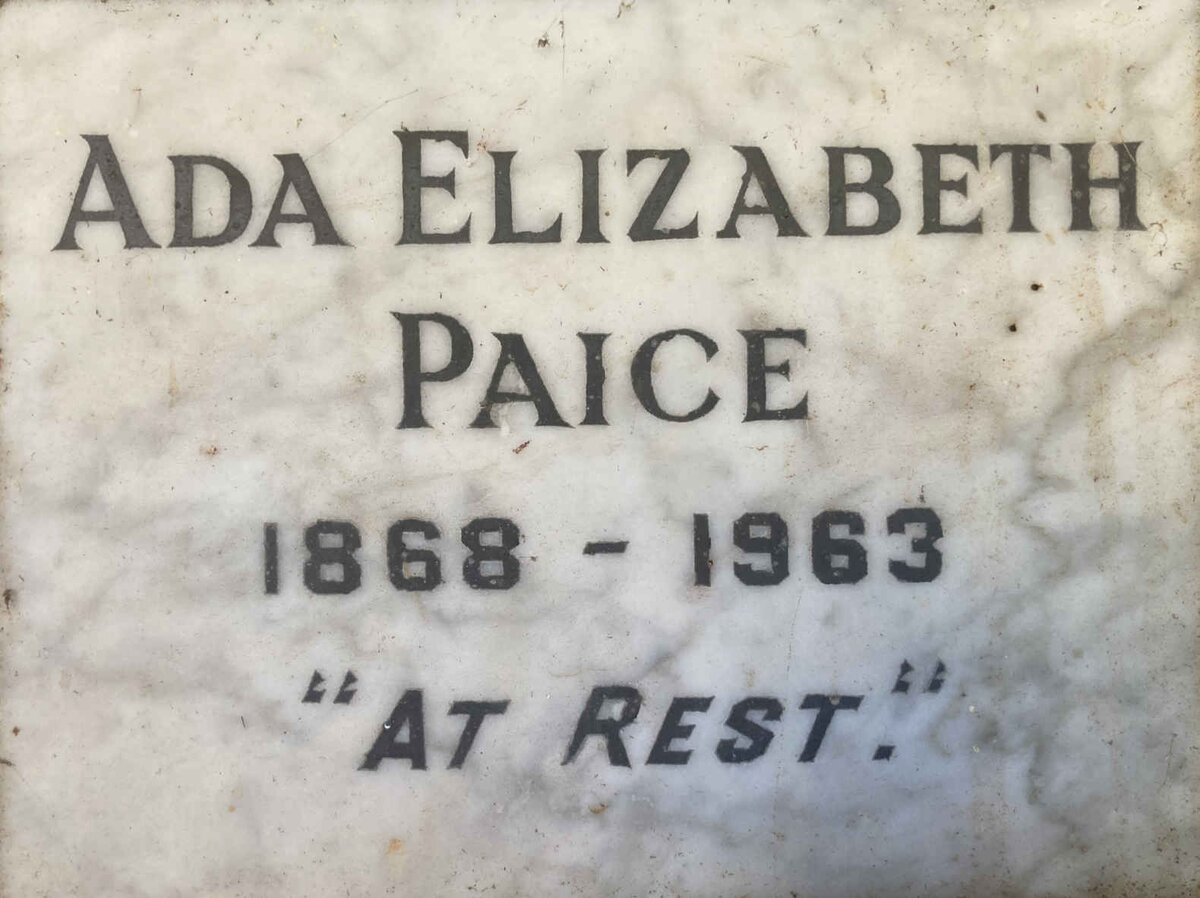 ADA ELIZABETH
PAICE
1868 - 1963
"AT REST."